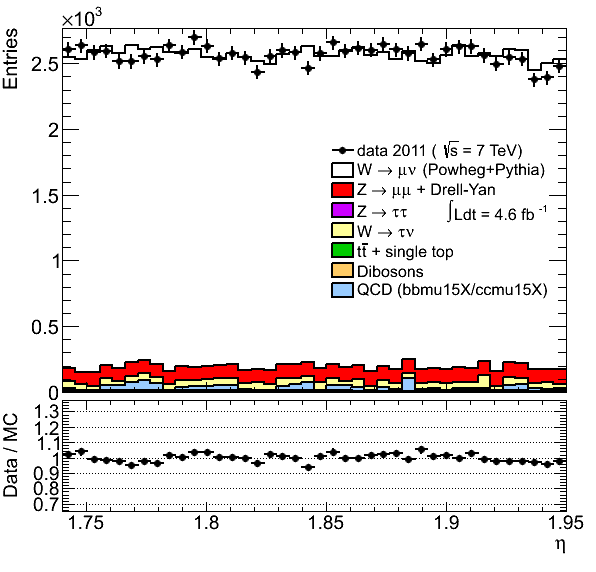 ×10³
Entries
2.5
2
1.5
1
0.5
0
data 2011 ( √s = 7 TeV)
W → μν (Powheg+Pythia)
Z → μμ + Drell-Yan
Z → ττ ∫Ldt = 4.6 fb⁻¹
W → τν
tt̅ + single top
Dibosons
QCD (bbmu15X/ccmu15X)
Data / MC
1.3
1.2
1.1
1
0.9
0.8
0.7
1.75 1.8 1.85 1.9 1.95
η